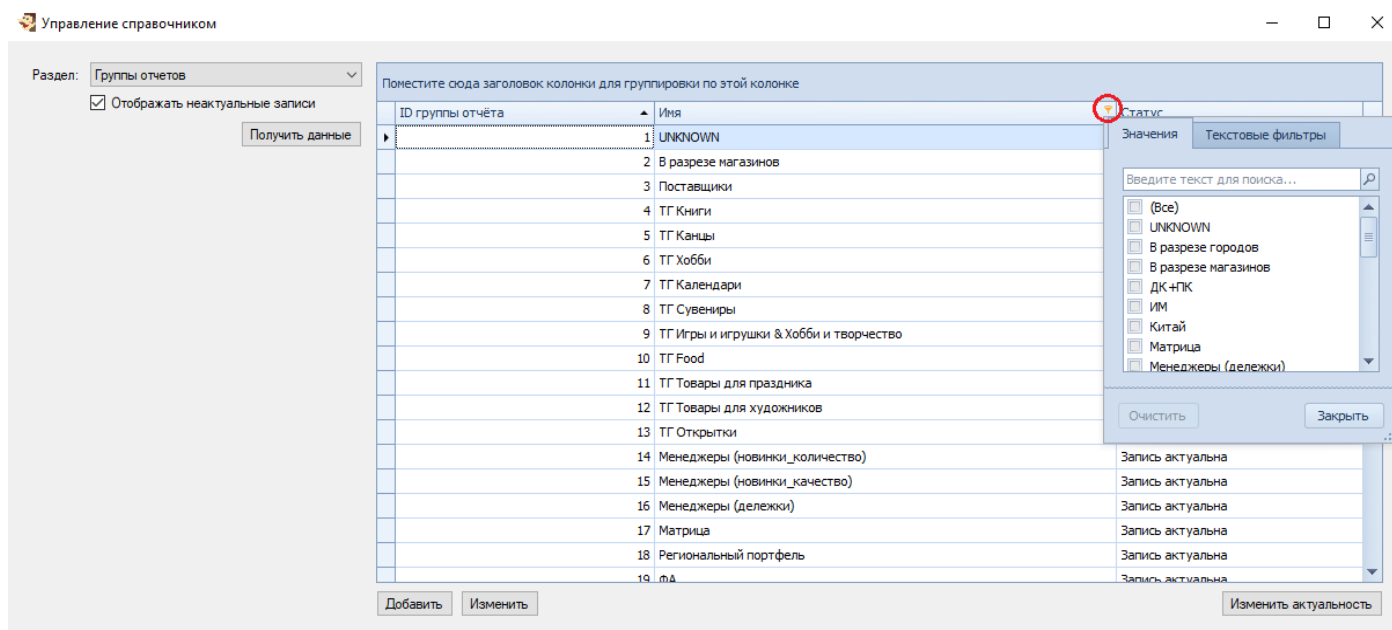 Управление справочником
Раздел: Группы отчетов
Отображать неактуальные записи
Получить данные
Поместите сюда заголовок колонки для группировки по этой колонке
ID группы отчёта Имя Статус
1 UNKNOWN
2 В разрезе магазинов
3 Поставщики
4 ТГ Книги
5 ТГ Канцы
6 ТГ Хобби
7 ТГ Календари
8 ТГ Сувениры
9 ТГ Игры и игрушки & Хобби и творчество
10 ТГ Food
11 ТГ Товары для праздника
12 ТГ Товары для художников
13 ТГ Открытки
14 Менеджеры (новинки_количество) Запись актуальна
15 Менеджеры (новинки_качество) Запись актуальна
16 Менеджеры (дележки) Запись актуальна
17 Матрица Запись актуальна
18 Региональный портфель Запись актуальна
19 ФА Запись актуальна
Значения Текстовые фильтры
Введите текст для поиска...
(Все)
UNKNOWN
В разрезе городов
В разрезе магазинов
ДК+ПК
ИМ
Китай
Матрица
Менеджеры (дележки)
Очистить Закрыть
Добавить Изменить Изменить актуальность